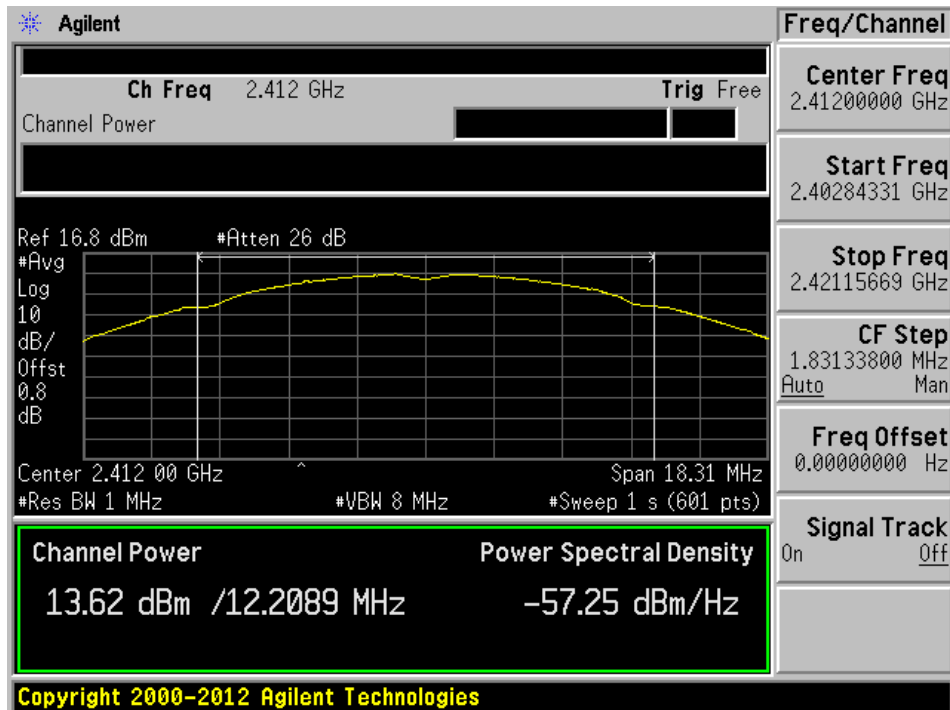 Agilent
Ch Freq 2.412 GHz Trig Free
Channel Power
Ref 16.8 dBm #Atten 26 dB
#Avg
Log
10
dB/
Offst
0.8
dB
Center 2.412 00 GHz ^ Span 18.31 MHz
#Res BW 1 MHz #VBW 8 MHz #Sweep 1 s (601 pts)
Channel Power Power Spectral Density
13.62 dBm /12.2089 MHz -57.25 dBm/Hz
Copyright 2000-2012 Agilent Technologies
Freq/Channel
Center Freq
2.41200000 GHz
Start Freq
2.40284331 GHz
Stop Freq
2.42115669 GHz
CF Step
1.83133800 MHz
Auto Man
Freq Offset
0.00000000 Hz
Signal Track
On Off